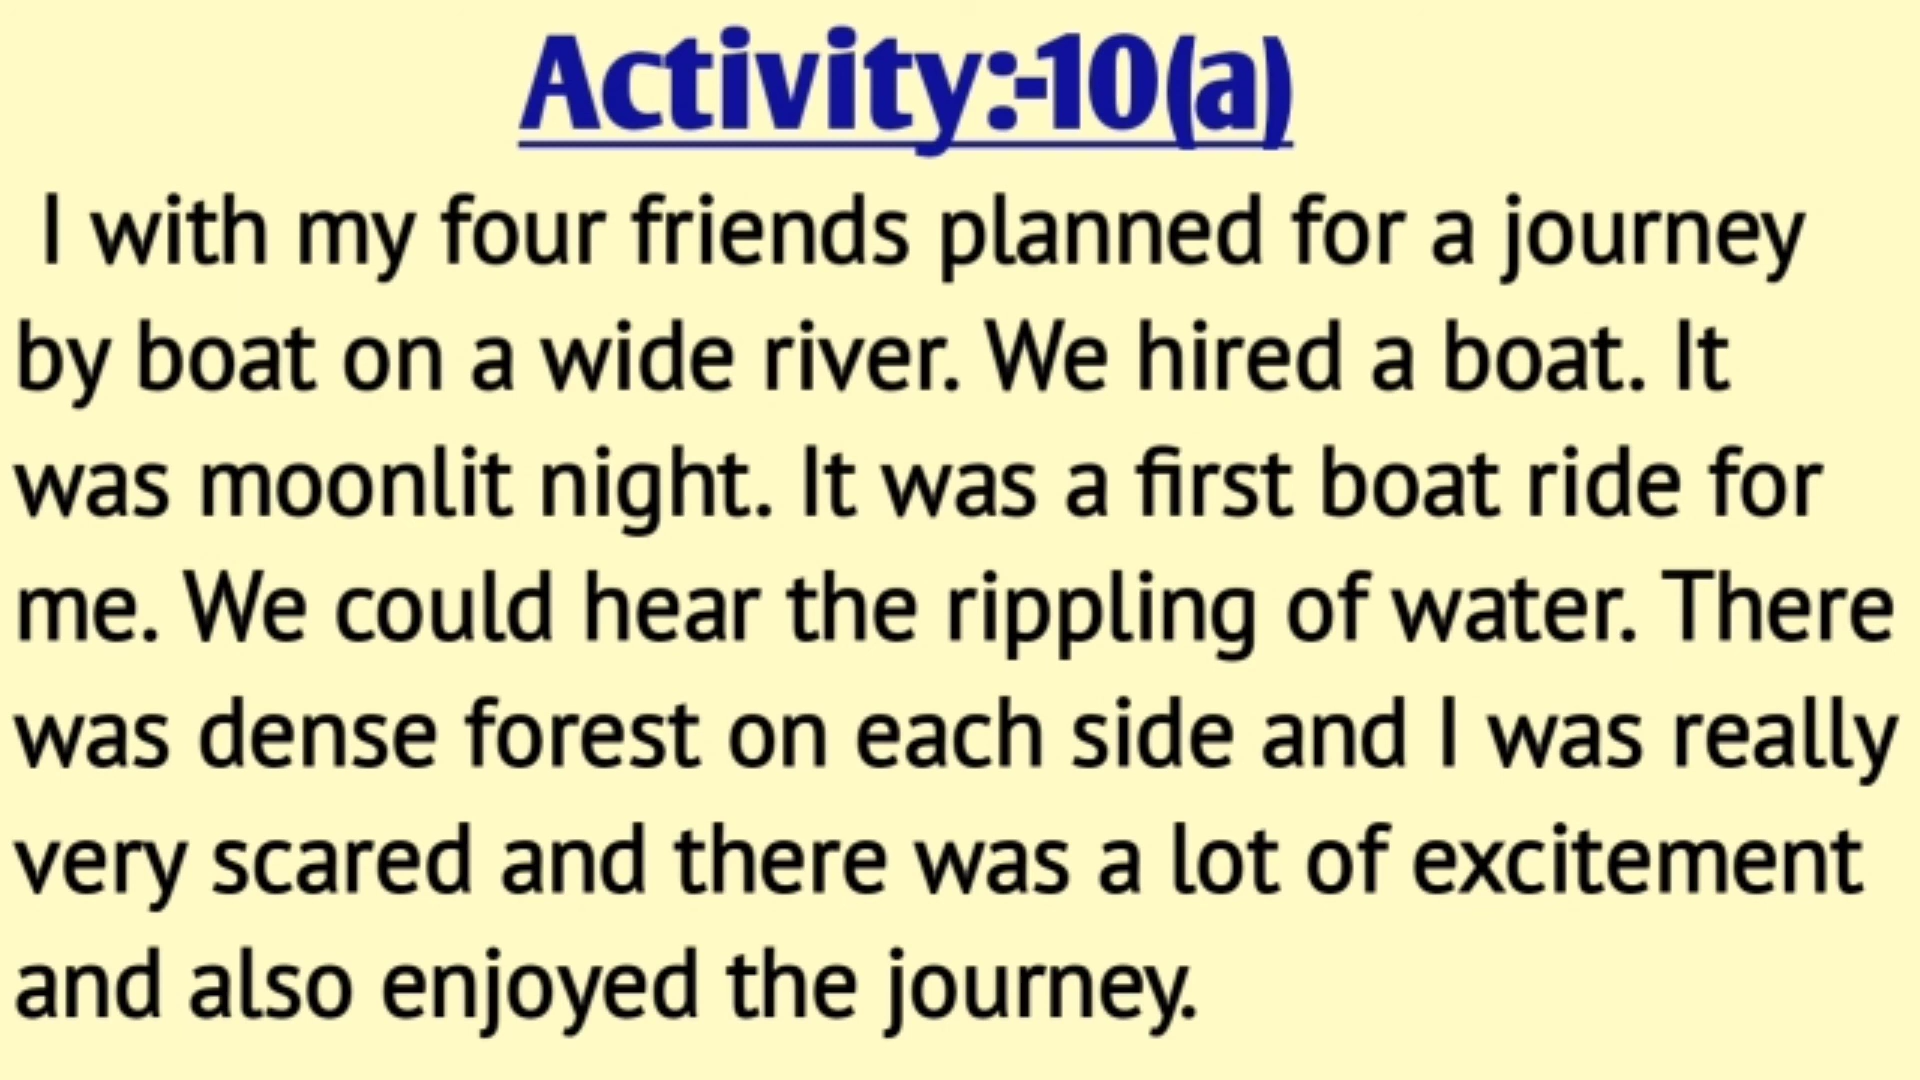 Activity:-10(a)
I with my four friends planned for a journey
by boat on a wide river. We hired a boat. It
was moonlit night. It was a first boat ride for
me. We could hear the rippling of water. There
was dense forest on each side and I was really
very scared and there was a lot of excitement
and also enjoyed the journey.